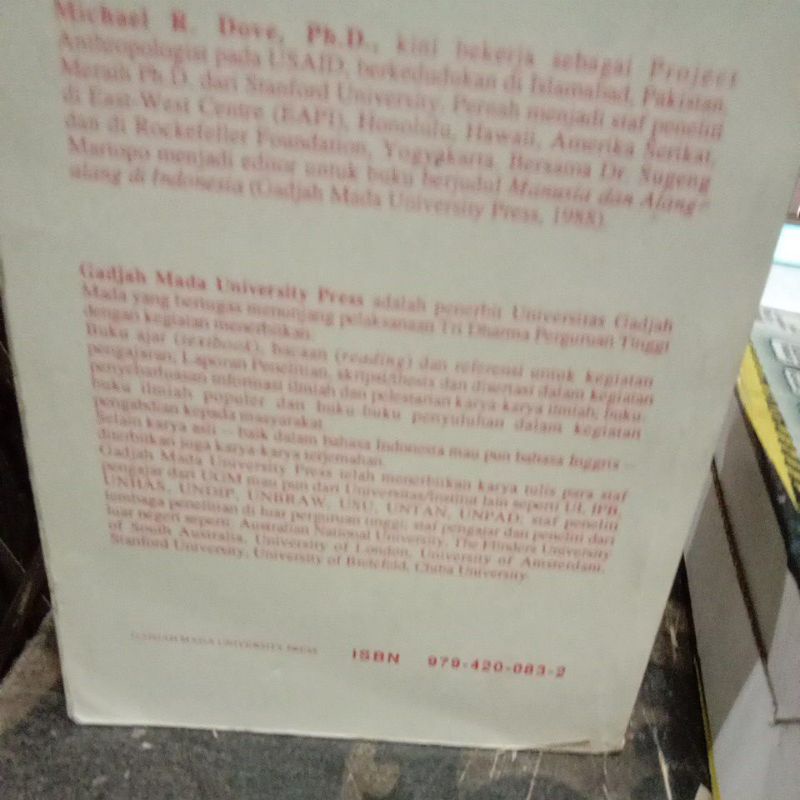 Michael R. Dove, Ph.D., kini bekerja sebagai Project
Anthropologist pada USAID, berkedudukan di Islamabad, Pakistan.
Meraih Ph.D. dari Stanford University. Pernah menjadi staf peneliti
di East-West Centre (EAPI), Honolulu, Hawaii, Amerika Serikat,
dan di Rockefeller Foundation, Yogyakarta. Bersama Dr. Sugeng
Martopo menjadi editor untuk buku berjudul Manusia dan Alang-
alang di Indonesia (Gadjah Mada University Press, 1988).
Gadjah Mada University Press adalah penerbit Universitas Gadjah
Mada yang bertugas menunjang pelaksanaan Tri Dharma Perguruan Tinggi
dengan kegiatan menerbitkan:
Buku ajar (textbook), bacaan (reading) dan referensi untuk kegiatan
pengajaran, Laporan Penelitian, skripsi/thesis dan disertasi dalam kegiatan
penyebarluasan informasi ilmiah dan pelestarian karya-karya ilmiah; buku-
buku ilmiah populer dan buku-buku penyuluhan dalam kegiatan
pengabdian kepada masyarakat.
Selain karya asli — baik dalam bahasa Indonesia mau pun bahasa Inggris —
diterbitkan juga karya-karya terjemahan.
Gadjah Mada University Press telah menerbitkan karya tulis para staf
pengajar dari UGM mau pun dari Universitas/Institut lain seperti UI, IPB,
UNHAS, UNDIP, UNBRAW, USU, UNTAN, UNPAD; staf peneliti
lembaga penelitian di luar perguruan tinggi; staf pengajar dan peneliti dari
luar negeri seperti: Australian National University, The Flinders University
of South Australia, University of London, University of Amsterdam,
Stanford University, University of Bielefeld, Chiba University.
GADJAH MADA UNIVERSITY PRESS
ISBN 979-420-083-2